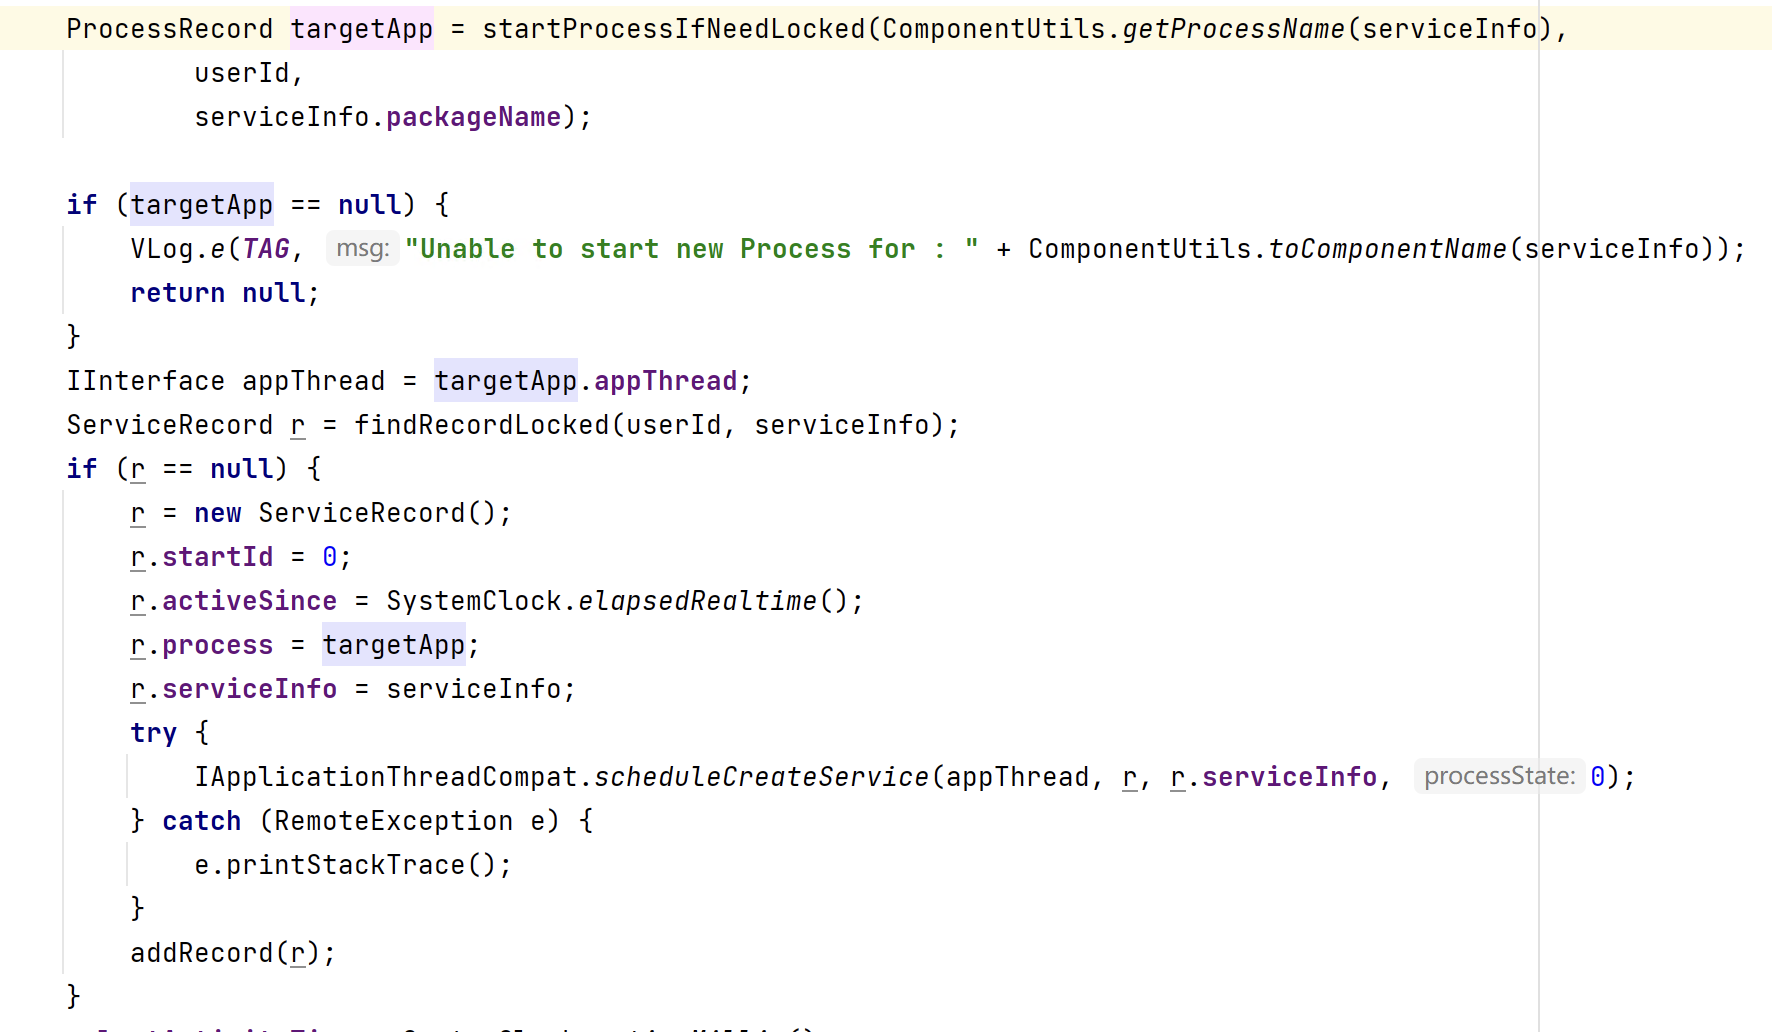 ProcessRecord targetApp = startProcessIfNeedLocked(ComponentUtils.getProcessName(serviceInfo),
        userId,
        serviceInfo.packageName);

if (targetApp == null) {
    VLog.e(TAG, msg: "Unable to start new Process for : " + ComponentUtils.toComponentName(serviceInfo));
    return null;
}
IInterface appThread = targetApp.appThread;
ServiceRecord r = findRecordLocked(userId, serviceInfo);
if (r == null) {
    r = new ServiceRecord();
    r.startId = 0;
    r.activeSince = SystemClock.elapsedRealtime();
    r.process = targetApp;
    r.serviceInfo = serviceInfo;
    try {
        IApplicationThreadCompat.scheduleCreateService(appThread, r, r.serviceInfo, processState: 0);
    } catch (RemoteException e) {
        e.printStackTrace();
    }
    addRecord(r);
}